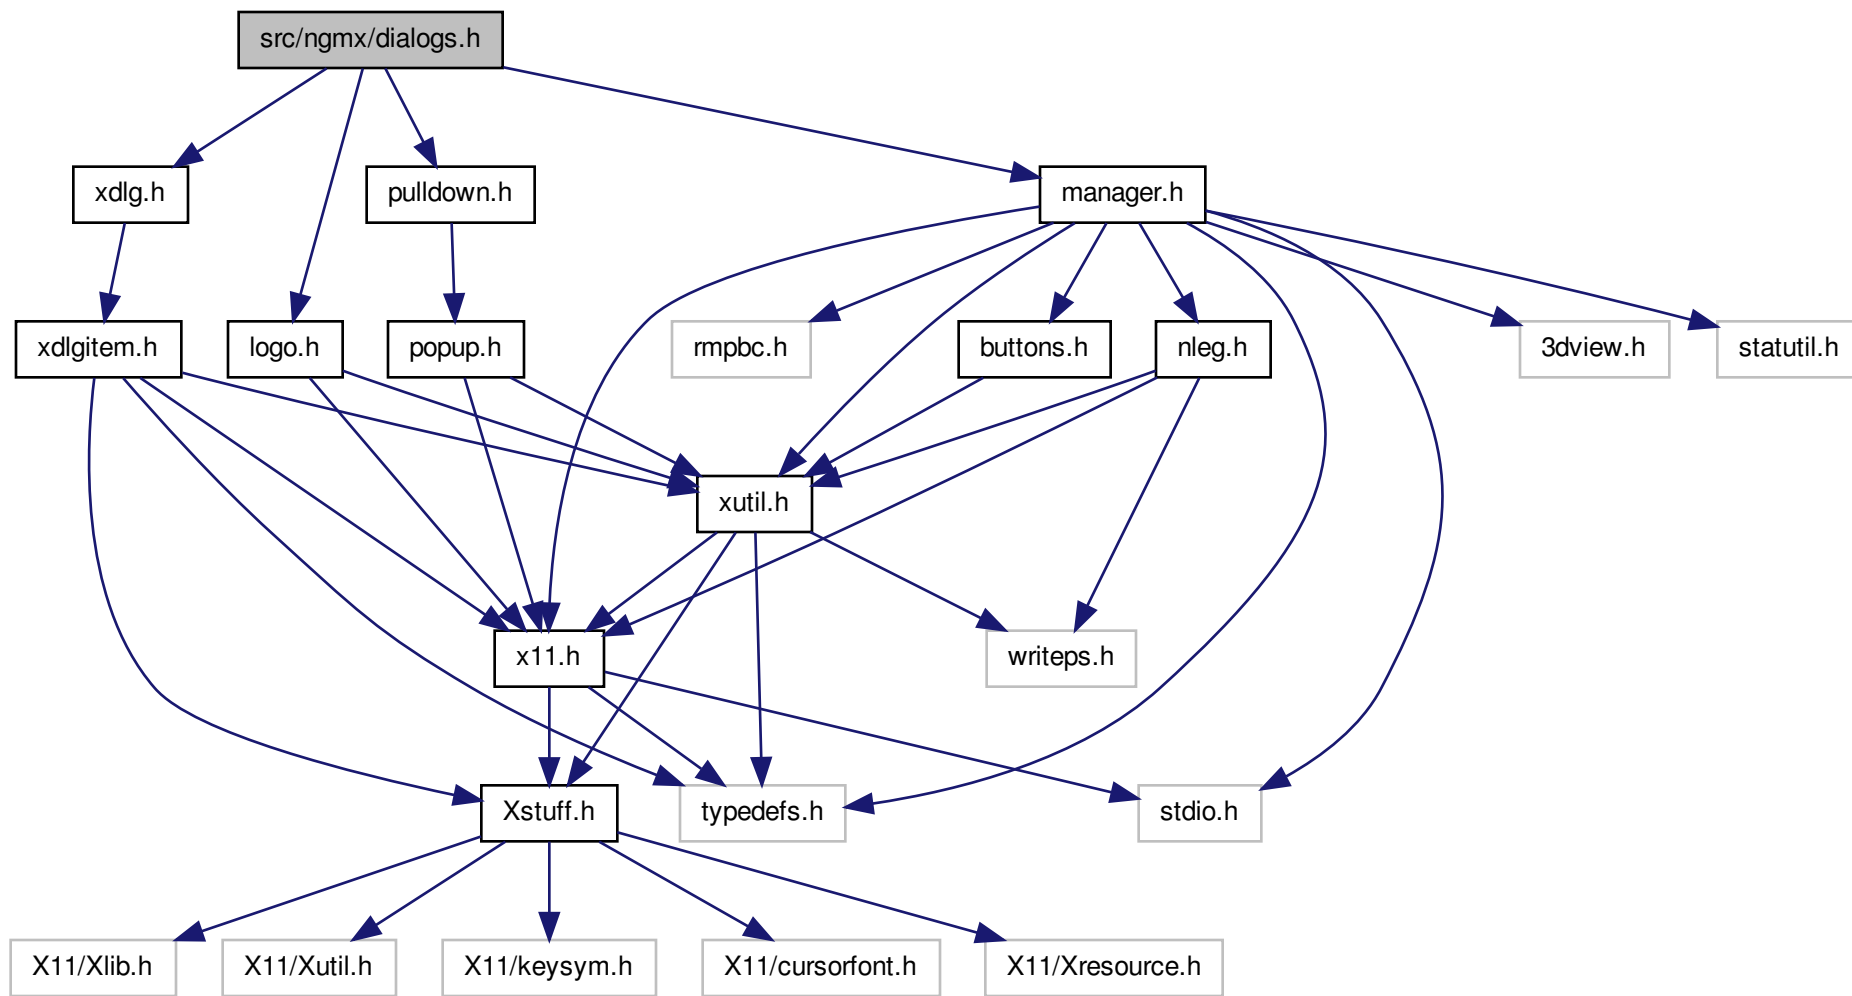 src/ngmx/dialogs.h
xdlg.h
pulldown.h
manager.h
xdlgitem.h
logo.h
popup.h
rmpbc.h
buttons.h
nleg.h
3dview.h
statutil.h
xutil.h
x11.h
writeps.h
Xstuff.h
typedefs.h
stdio.h
X11/Xlib.h
X11/Xutil.h
X11/keysym.h
X11/cursorfont.h
X11/Xresource.h